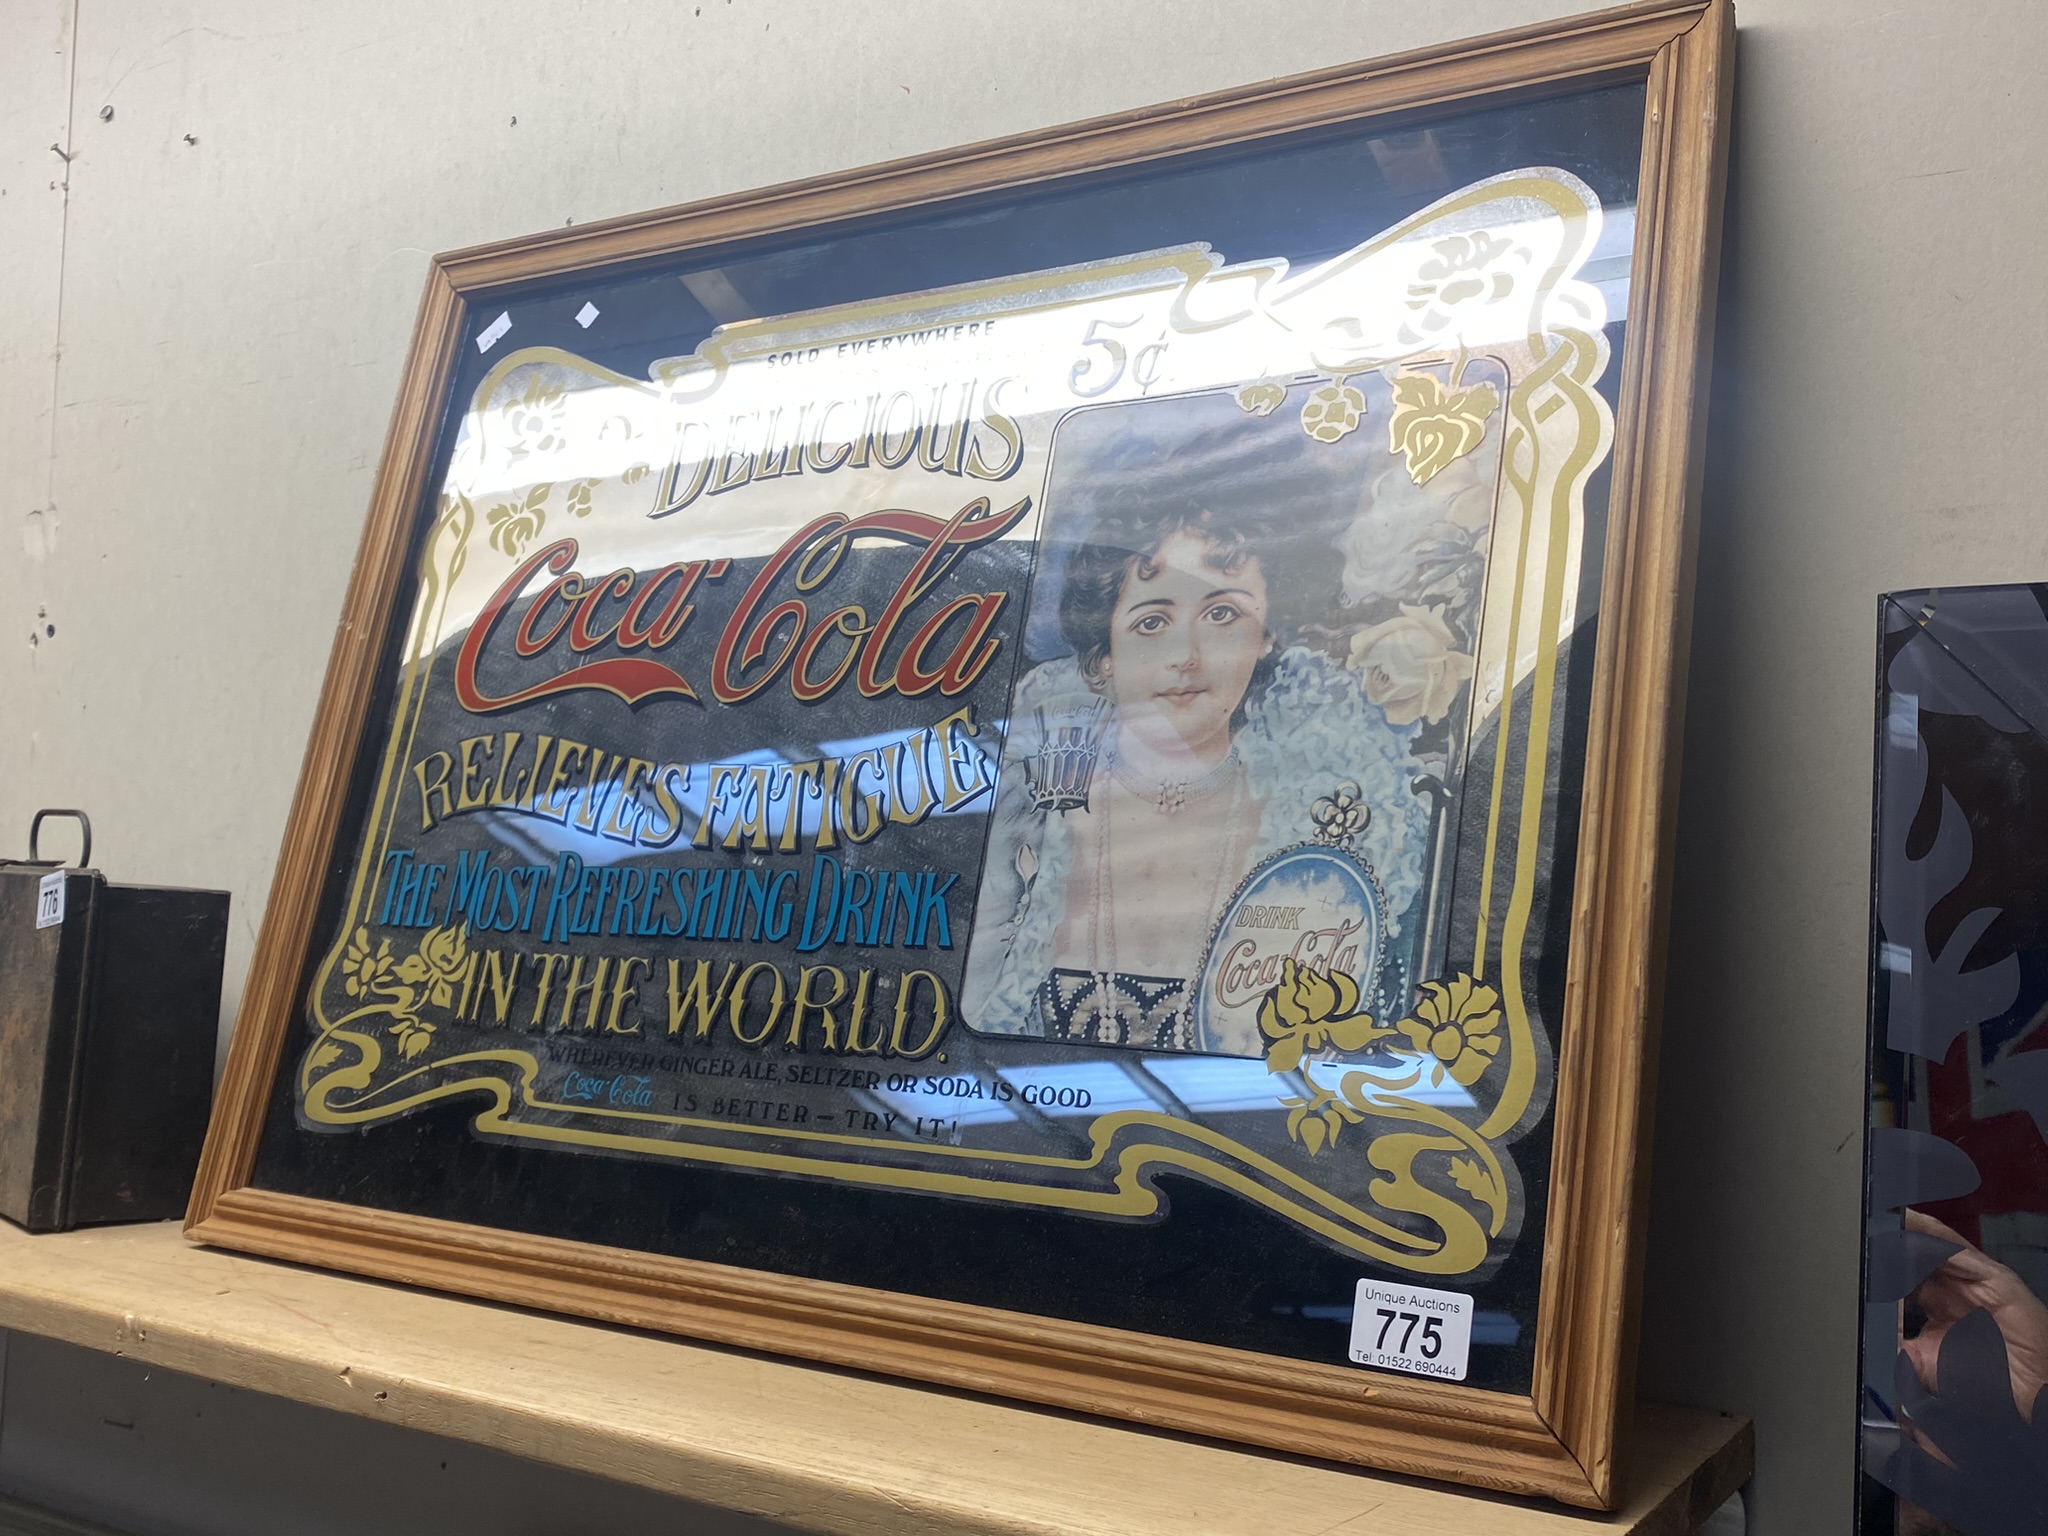 SOLD EVERYWHERE
5¢
DELICIOUS
Coca-Cola
RELIEVES FATIGUE
THE MOST REFRESHING DRINK
IN THE WORLD.
WHEREVER GINGER ALE, SELTZER OR SODA IS GOOD
Coca-Cola IS BETTER – TRY IT!
Coca-Cola
DRINK
Coca-Cola
Unique Auctions
775
Tel: 01522 690444
776